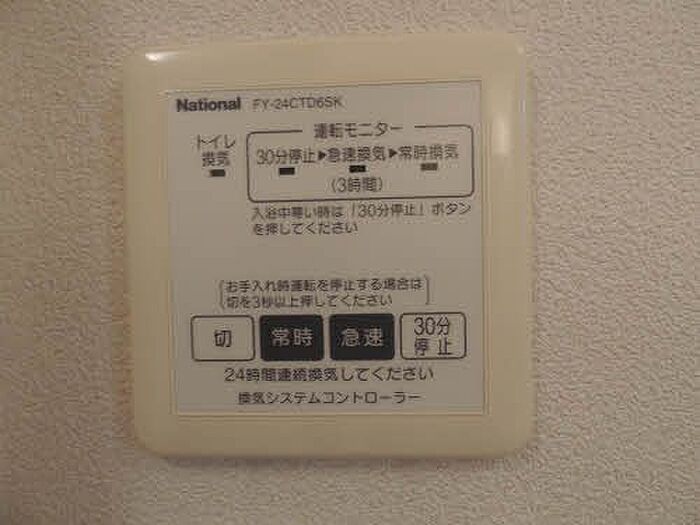 National FY-24CTD6SK
トイレ
換気
運転モニター
30分停止▶急速換気▶常時換気
(3時間)
入浴中寒い時は「30分停止」ボタン
を押してください
お手入れ時運転を停止する場合は
切を3秒以上押してください
切 常時 急速 30分
停止
24時間連続換気してください
換気システムコントローラー